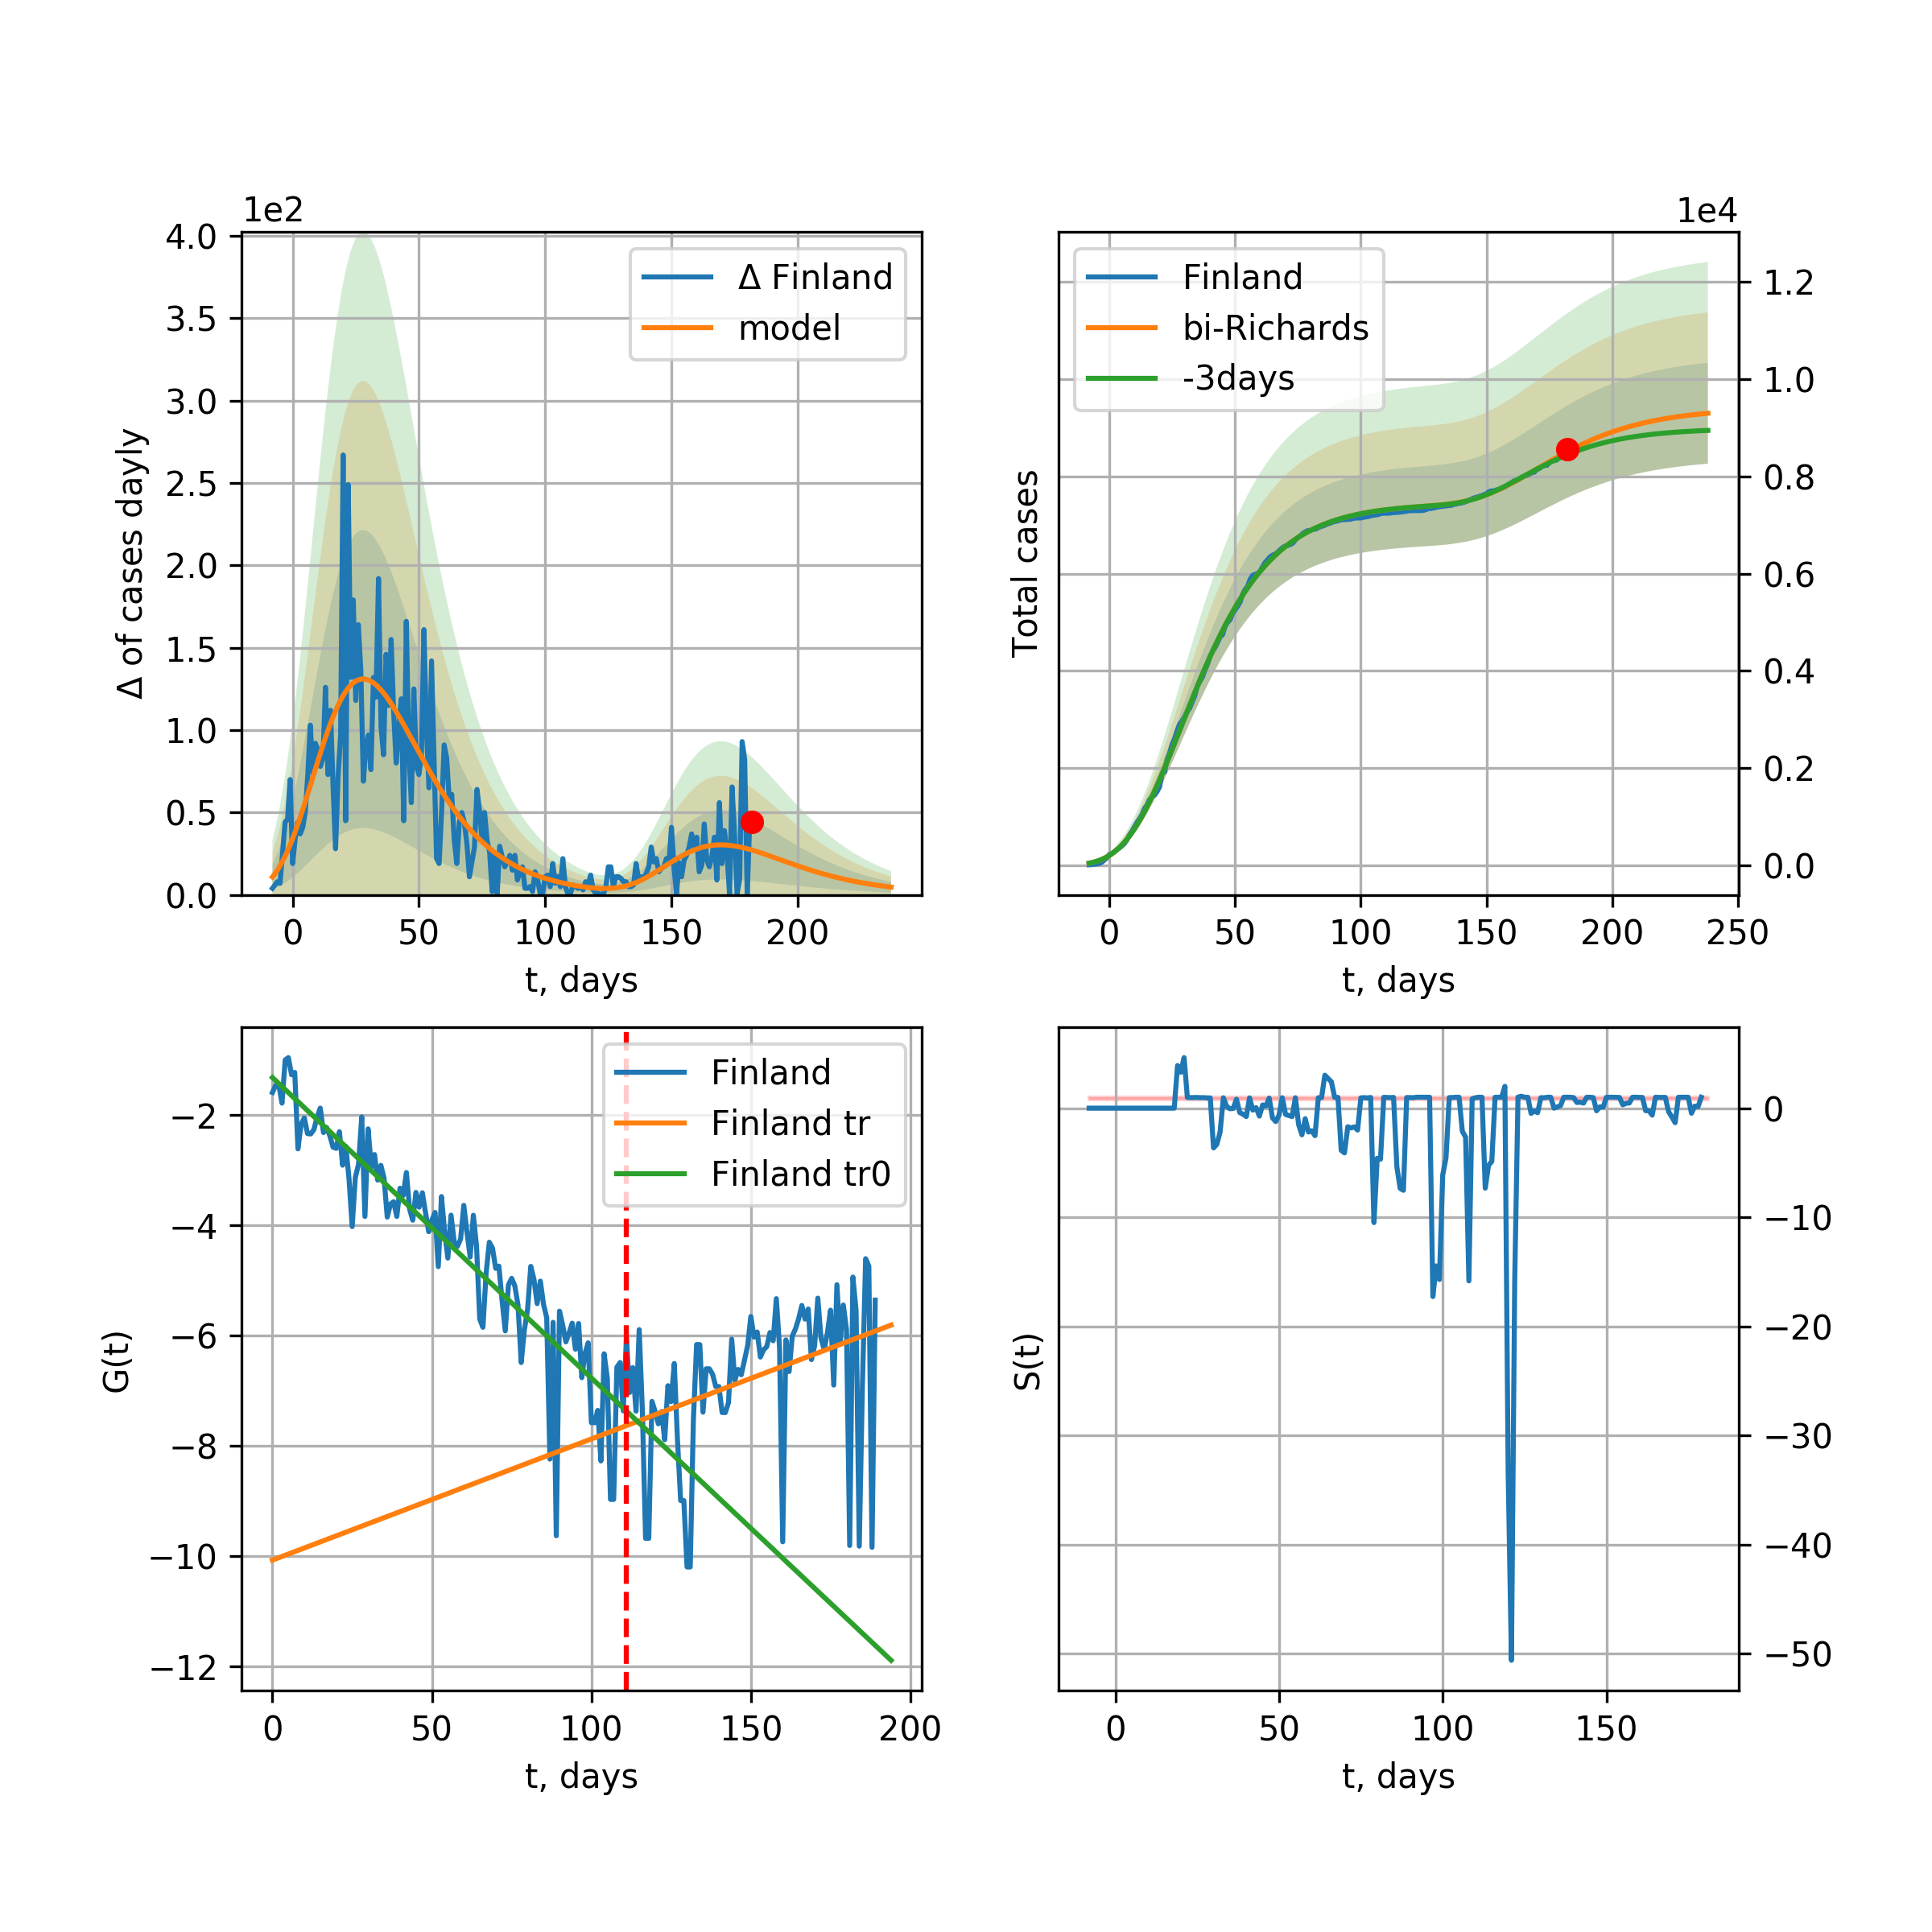 1e2
4.0
3.5
3.0
2.5
2.0
1.5
1.0
0.5
0.0
Δ of cases dayly
Δ Finland
model
0 50 100 150 200
t, days
1e4
1.2
1.0
0.8
0.6
0.4
0.2
0.0
Total cases
Finland
bi-Richards
-3days
0 50 100 150 200 250
t, days
−2
−4
−6
−8
−10
−12
G(t)
Finland
Finland tr
Finland tr0
0 50 100 150 200
t, days
0
−10
−20
−30
−40
−50
S(t)
0 50 100 150
t, days